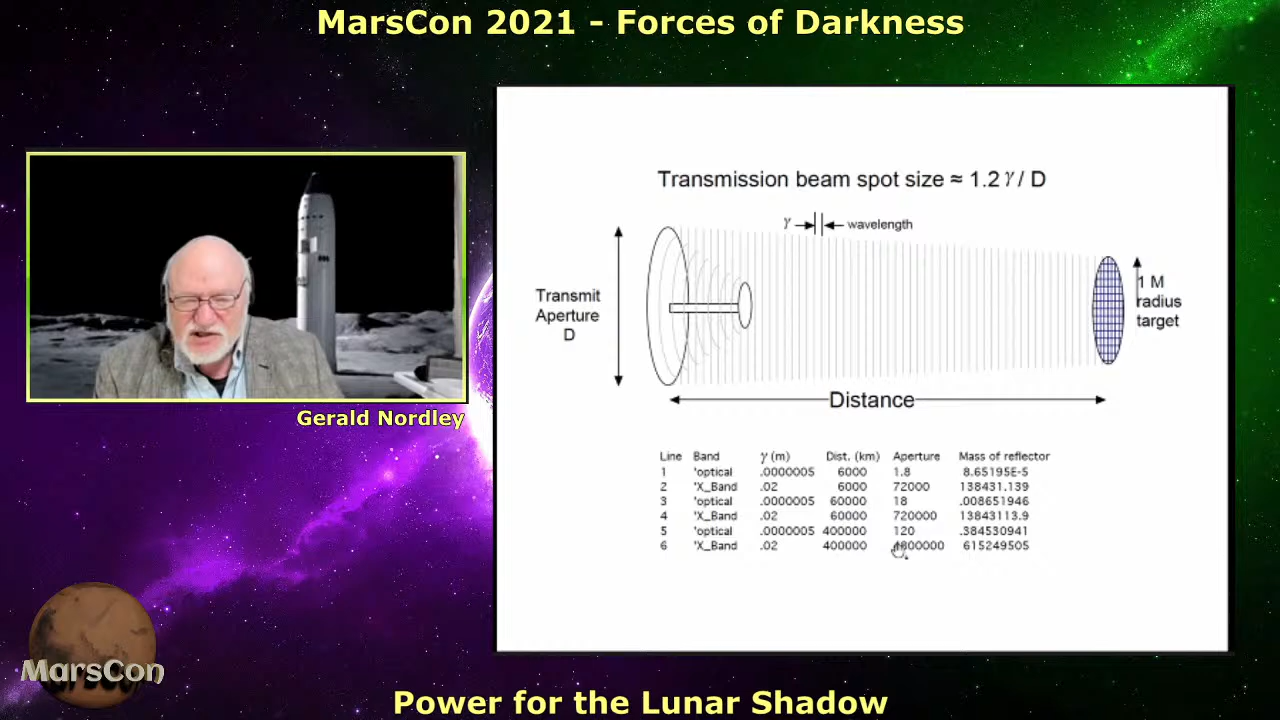 MarsCon 2021 - Forces of Darkness
Transmission beam spot size ≈ 1.2 γ / D
γ
wavelength
Transmit
Aperture
D
1 M
radius
target
Distance
Line Band γ (m) Dist. (km) Aperture Mass of reflector
1 'optical .0000005 6000 1.8 8.65195E-5
2 'X_Band .02 6000 72000 138431.139
3 'optical .0000005 60000 18 .008651946
4 'X_Band .02 60000 720000 13843113.9
5 'optical .0000005 400000 120 .384530941
6 'X_Band .02 400000 615249505
Gerald Nordley
MarsCon
Power for the Lunar Shadow